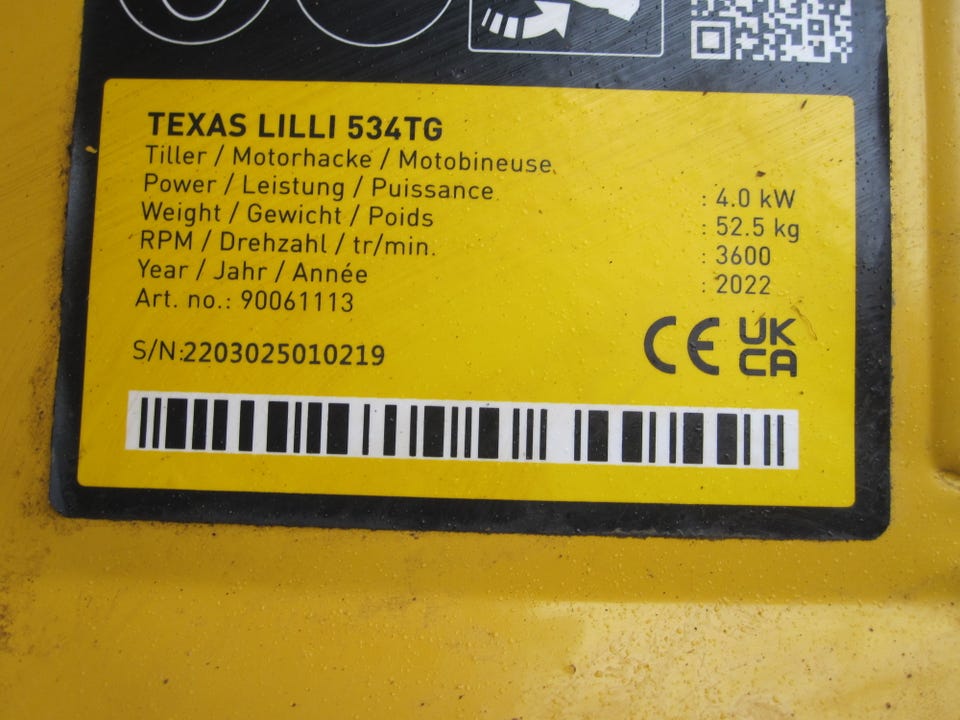 TEXAS LILLI 534TG
Tiller / Motorhacke / Motobineuse
Power / Leistung / Puissance : 4.0 kW
Weight / Gewicht / Poids : 52.5 kg
RPM / Drehzahl / tr/min. : 3600
Year / Jahr / Année : 2022
Art. no.: 90061113
S/N:2203025010219
CE UK
CA